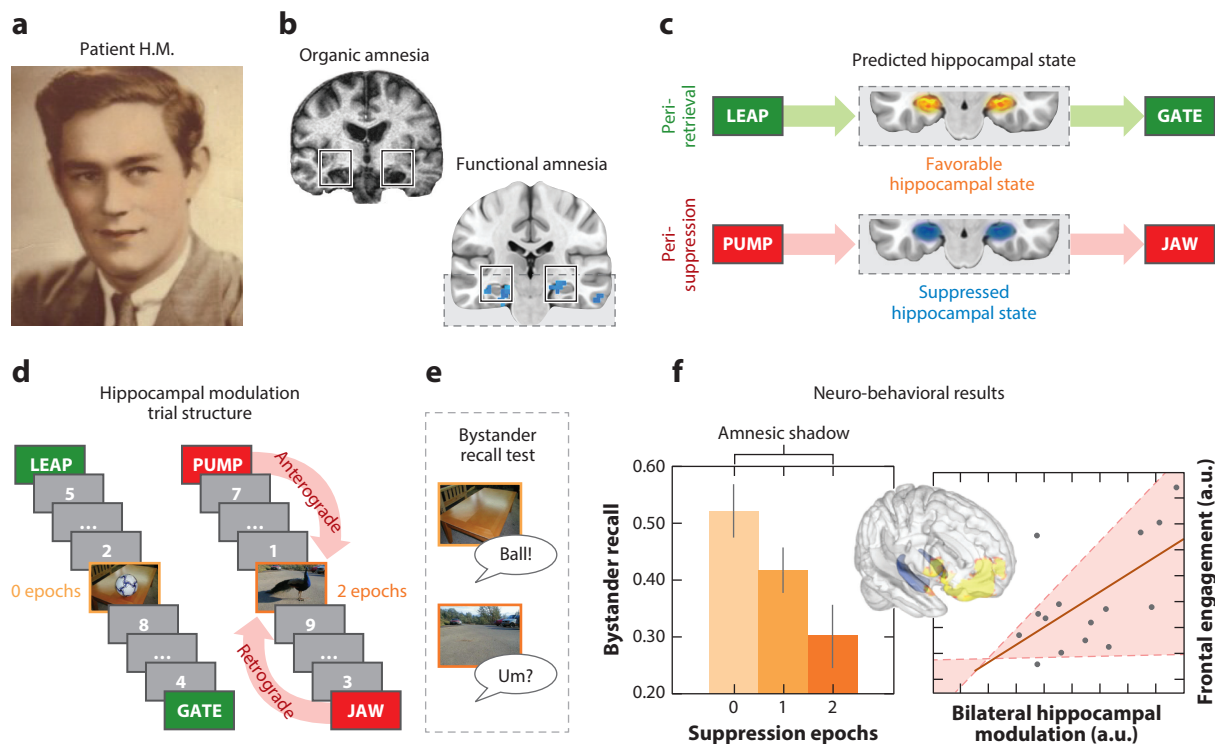 a
Patient H.M.
b
Organic amnesia
Functional amnesia
c
Predicted hippocampal state
Peri-
retrieval
LEAP
GATE
Favorable
hippocampal state
Peri-
suppression
PUMP
JAW
Suppressed
hippocampal state
d
Hippocampal modulation
trial structure
LEAP
5
...
2
0 epochs
8
...
4
GATE
PUMP
7
...
1
Anterograde
2 epochs
9
...
3
JAW
Retrograde
e
Bystander
recall test
Ball!
Um?
f
Neuro-behavioral results
Amnesic shadow
Bystander recall
0.60
0.50
0.40
0.30
0.20
0
1
2
Suppression epochs
Frontal engagement (a.u.)
Bilateral hippocampal
modulation (a.u.)